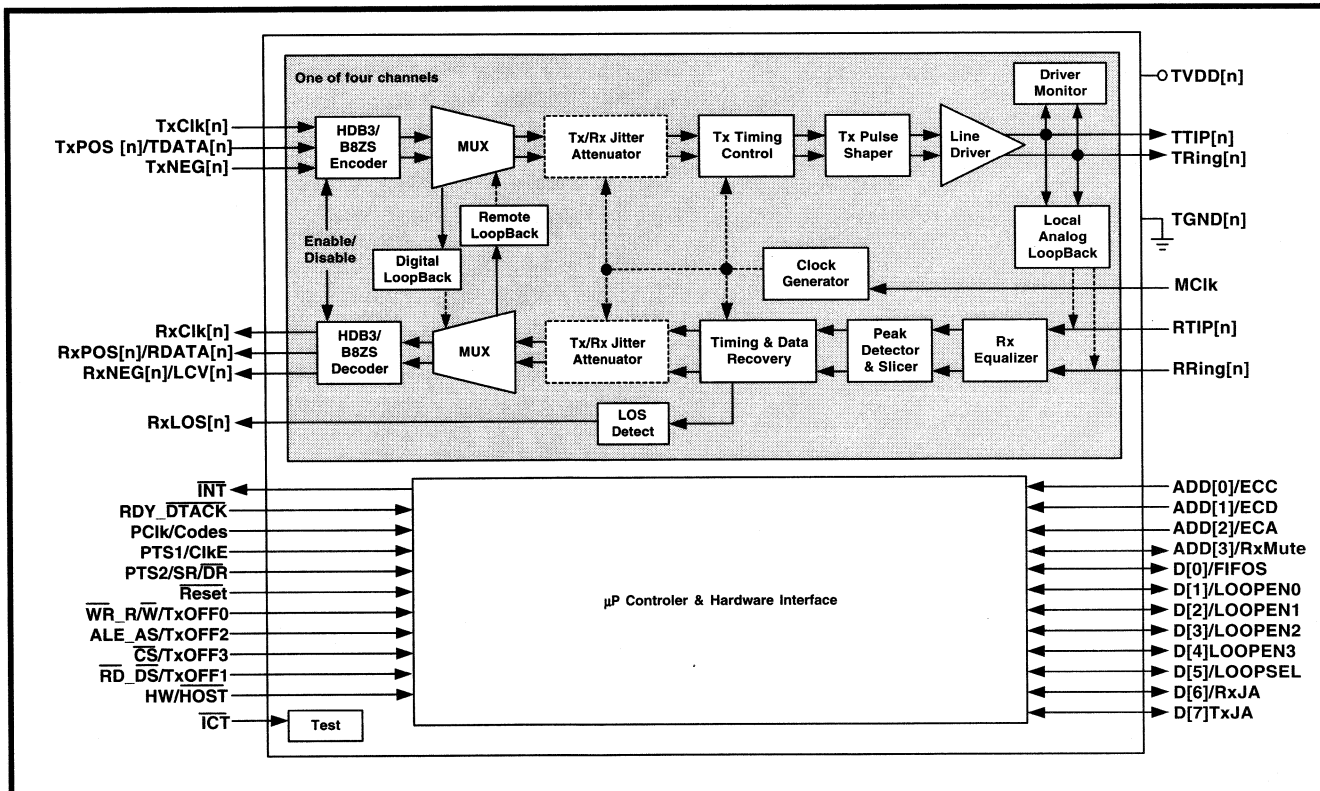 One of four channels
TxClk[n]
TxPOS [n]/TDATA[n]
TxNEG[n]
HDB3/
B8ZS
Encoder
MUX
Tx/Rx Jitter
Attenuator
Tx Timing
Control
Tx Pulse
Shaper
Line
Driver
Driver
Monitor
TVDD[n]
TTIP[n]
TRing[n]
TGND[n]
Enable/
Disable
Digital
LoopBack
Remote
LoopBack
Clock
Generator
Local
Analog
LoopBack
MClk
RxClk[n]
RxPOS[n]/RDATA[n]
RxNEG[n]/LCV[n]
HDB3/
B8ZS
Decoder
MUX
Tx/Rx Jitter
Attenuator
Timing & Data
Recovery
Peak
Detector
& Slicer
Rx
Equalizer
RTIP[n]
RRing[n]
RxLOS[n]
LOS
Detect
INT
RDY_DTACK
PClk/Codes
PTS1/ClkE
PTS2/SR/DR
Reset
WR_R/W/TxOFF0
ALE_AS/TxOFF2
CS/TxOFF3
RD_DS/TxOFF1
HW/HOST
ICT
Test
µP Controler & Hardware Interface
ADD[0]/ECC
ADD[1]/ECD
ADD[2]/ECA
ADD[3]/RxMute
D[0]/FIFOS
D[1]/LOOPEN0
D[2]/LOOPEN1
D[3]/LOOPEN2
D[4]LOOPEN3
D[5]/LOOPSEL
D[6]/RxJA
D[7]TxJA